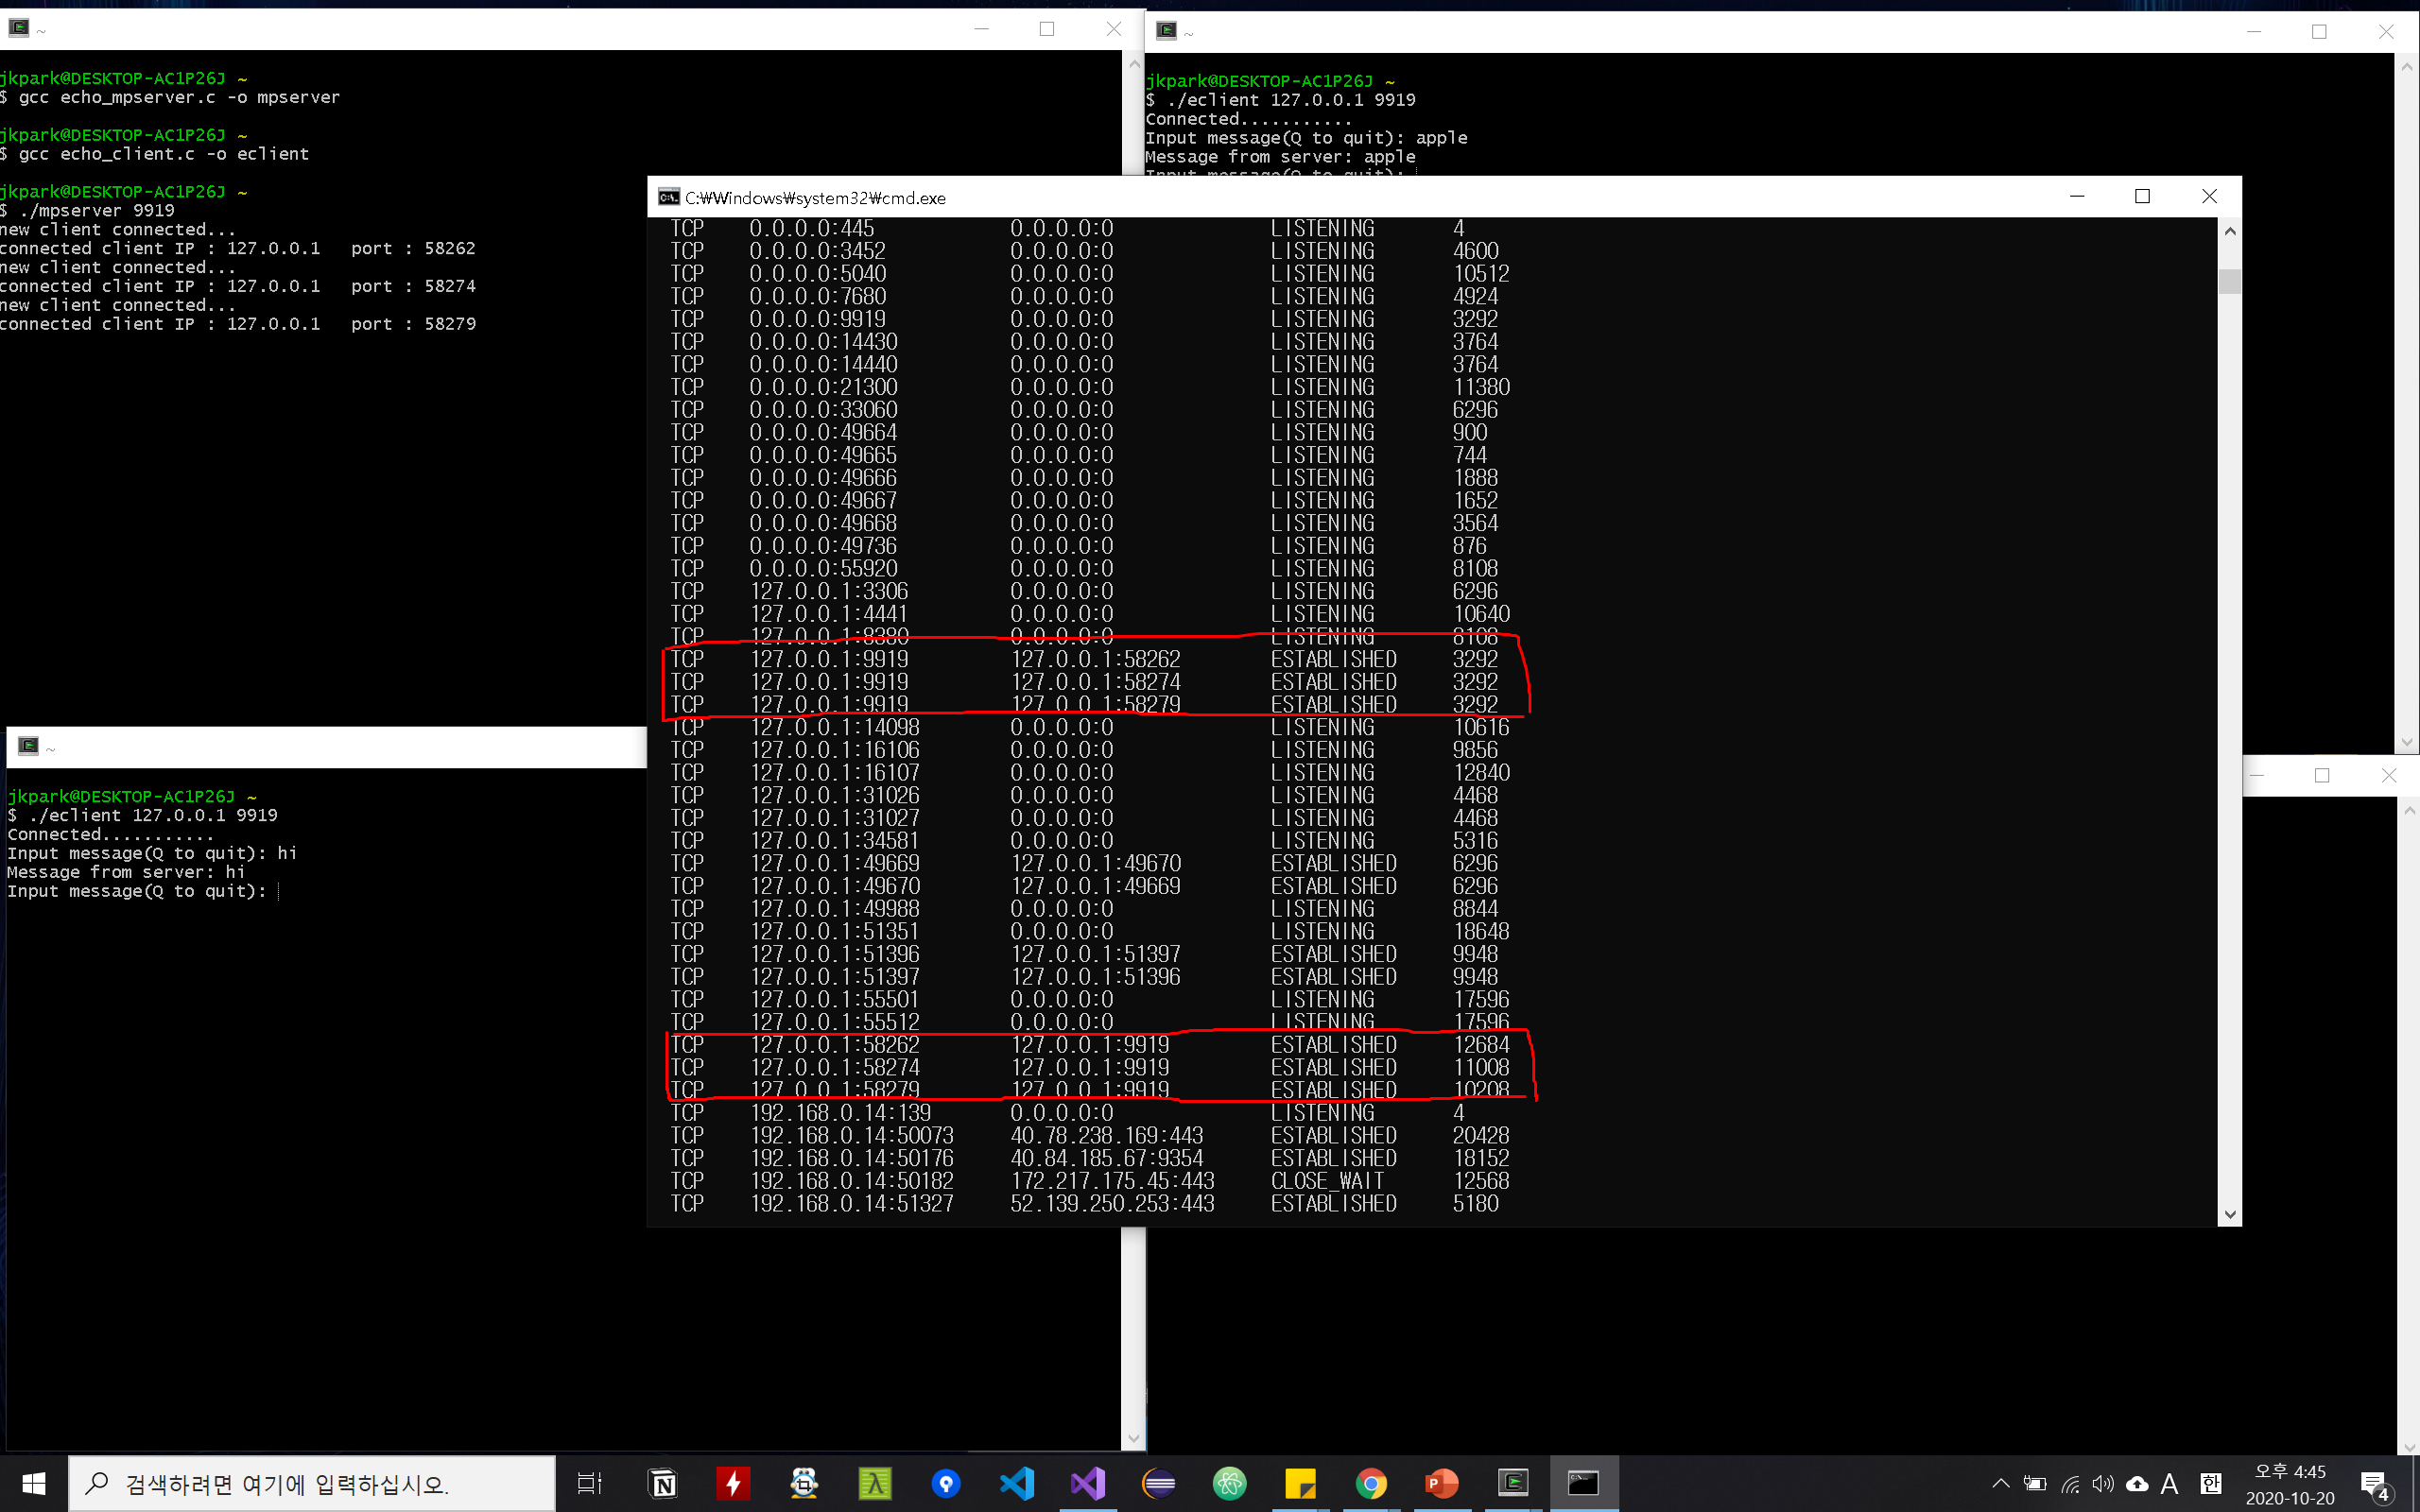 ~
jkpark@DESKTOP-AC1P26J ~
$ gcc echo_mpserver.c -o mpserver
jkpark@DESKTOP-AC1P26J ~
$ gcc echo_client.c -o eclient
jkpark@DESKTOP-AC1P26J ~
$ ./mpserver 9919
new client connected...
connected client IP : 127.0.0.1   port : 58262
new client connected...
connected client IP : 127.0.0.1   port : 58274
new client connected...
connected client IP : 127.0.0.1   port : 58279
~
jkpark@DESKTOP-AC1P26J ~
$ ./eclient 127.0.0.1 9919
Connected...........
Input message(Q to quit): apple
Message from server: apple
Input message(Q to quit):
C:₩Windows₩system32₩cmd.exe
TCP 0.0.0.0:445 0.0.0.0:0 LISTENING 4
TCP 0.0.0.0:3452 0.0.0.0:0 LISTENING 4600
TCP 0.0.0.0:5040 0.0.0.0:0 LISTENING 10512
TCP 0.0.0.0:7680 0.0.0.0:0 LISTENING 4924
TCP 0.0.0.0:9919 0.0.0.0:0 LISTENING 3292
TCP 0.0.0.0:14430 0.0.0.0:0 LISTENING 3764
TCP 0.0.0.0:14440 0.0.0.0:0 LISTENING 3764
TCP 0.0.0.0:21300 0.0.0.0:0 LISTENING 11380
TCP 0.0.0.0:33060 0.0.0.0:0 LISTENING 6296
TCP 0.0.0.0:49664 0.0.0.0:0 LISTENING 900
TCP 0.0.0.0:49665 0.0.0.0:0 LISTENING 744
TCP 0.0.0.0:49666 0.0.0.0:0 LISTENING 1888
TCP 0.0.0.0:49667 0.0.0.0:0 LISTENING 1652
TCP 0.0.0.0:49668 0.0.0.0:0 LISTENING 3564
TCP 0.0.0.0:49736 0.0.0.0:0 LISTENING 876
TCP 0.0.0.0:55920 0.0.0.0:0 LISTENING 8108
TCP 127.0.0.1:3306 0.0.0.0:0 LISTENING 6296
TCP 127.0.0.1:4441 0.0.0.0:0 LISTENING 10640
TCP 127.0.0.1:8380 0.0.0.0:0 LISTENING 8108
TCP 127.0.0.1:9919 127.0.0.1:58262 ESTABLISHED 3292
TCP 127.0.0.1:9919 127.0.0.1:58274 ESTABLISHED 3292
TCP 127.0.0.1:9919 127.0.0.1:58279 ESTABLISHED 3292
TCP 127.0.0.1:14098 0.0.0.0:0 LISTENING 10616
TCP 127.0.0.1:16106 0.0.0.0:0 LISTENING 9856
TCP 127.0.0.1:16107 0.0.0.0:0 LISTENING 12840
TCP 127.0.0.1:31026 0.0.0.0:0 LISTENING 4468
TCP 127.0.0.1:31027 0.0.0.0:0 LISTENING 4468
TCP 127.0.0.1:34581 0.0.0.0:0 LISTENING 5316
TCP 127.0.0.1:49669 127.0.0.1:49670 ESTABLISHED 6296
TCP 127.0.0.1:49670 127.0.0.1:49669 ESTABLISHED 6296
TCP 127.0.0.1:49988 0.0.0.0:0 LISTENING 8844
TCP 127.0.0.1:51351 0.0.0.0:0 LISTENING 18648
TCP 127.0.0.1:51396 127.0.0.1:51397 ESTABLISHED 9948
TCP 127.0.0.1:51397 127.0.0.1:51396 ESTABLISHED 9948
TCP 127.0.0.1:55501 0.0.0.0:0 LISTENING 17596
TCP 127.0.0.1:55512 0.0.0.0:0 LISTENING 17596
TCP 127.0.0.1:58262 127.0.0.1:9919 ESTABLISHED 12684
TCP 127.0.0.1:58274 127.0.0.1:9919 ESTABLISHED 11008
TCP 127.0.0.1:58279 127.0.0.1:9919 ESTABLISHED 10208
TCP 192.168.0.14:139 0.0.0.0:0 LISTENING 4
TCP 192.168.0.14:50073 40.78.238.169:443 ESTABLISHED 20428
TCP 192.168.0.14:50176 40.84.185.67:9354 ESTABLISHED 18152
TCP 192.168.0.14:50182 172.217.175.45:443 CLOSE_WAIT 12568
TCP 192.168.0.14:51327 52.139.250.253:443 ESTABLISHED 5180
~
jkpark@DESKTOP-AC1P26J ~
$ ./eclient 127.0.0.1 9919
Connected...........
Input message(Q to quit): hi
Message from server: hi
Input message(Q to quit):
검색하려면 여기에 입력하십시오.
A 한
오후 4:45
2020-10-20
4